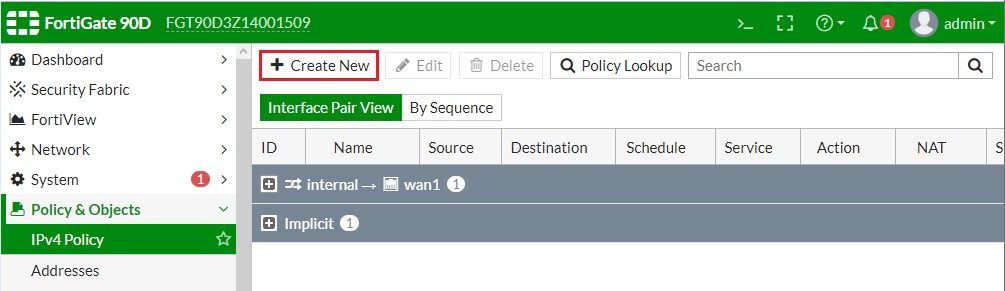 FortiGate 90D FGT90D3Z14001509 >_ ? 1 admin
Dashboard
Security Fabric
FortiView
Network
System 1
Policy & Objects
IPv4 Policy
Addresses
+ Create New Edit Delete Policy Lookup Search
Interface Pair View By Sequence
ID Name Source Destination Schedule Service Action NAT S
internal → wan1 1
Implicit 1